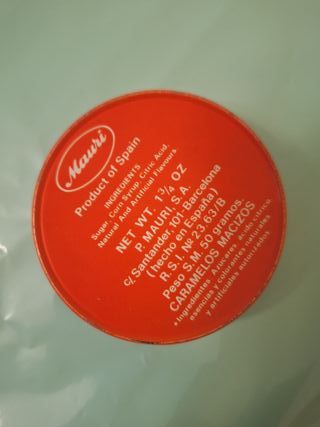 Mauri
Product of Spain
INGREDIENTS
Sugar, Corn Syrup, Citric Acid,
Natural And Artificial Flavours.
NET WT. 1 3/4 OZ
P. MAURI, S.A.
c/. Santander, 101. Barcelona
(hecho en España)
R.S.I. Nº 23.63/B
Peso S.M. 50 gramos.
CARAMELOS MACIZOS
• Ingredientes: Azúcares, ácido cítrico,
esencias y colorantes naturales
y artificiales autorizados